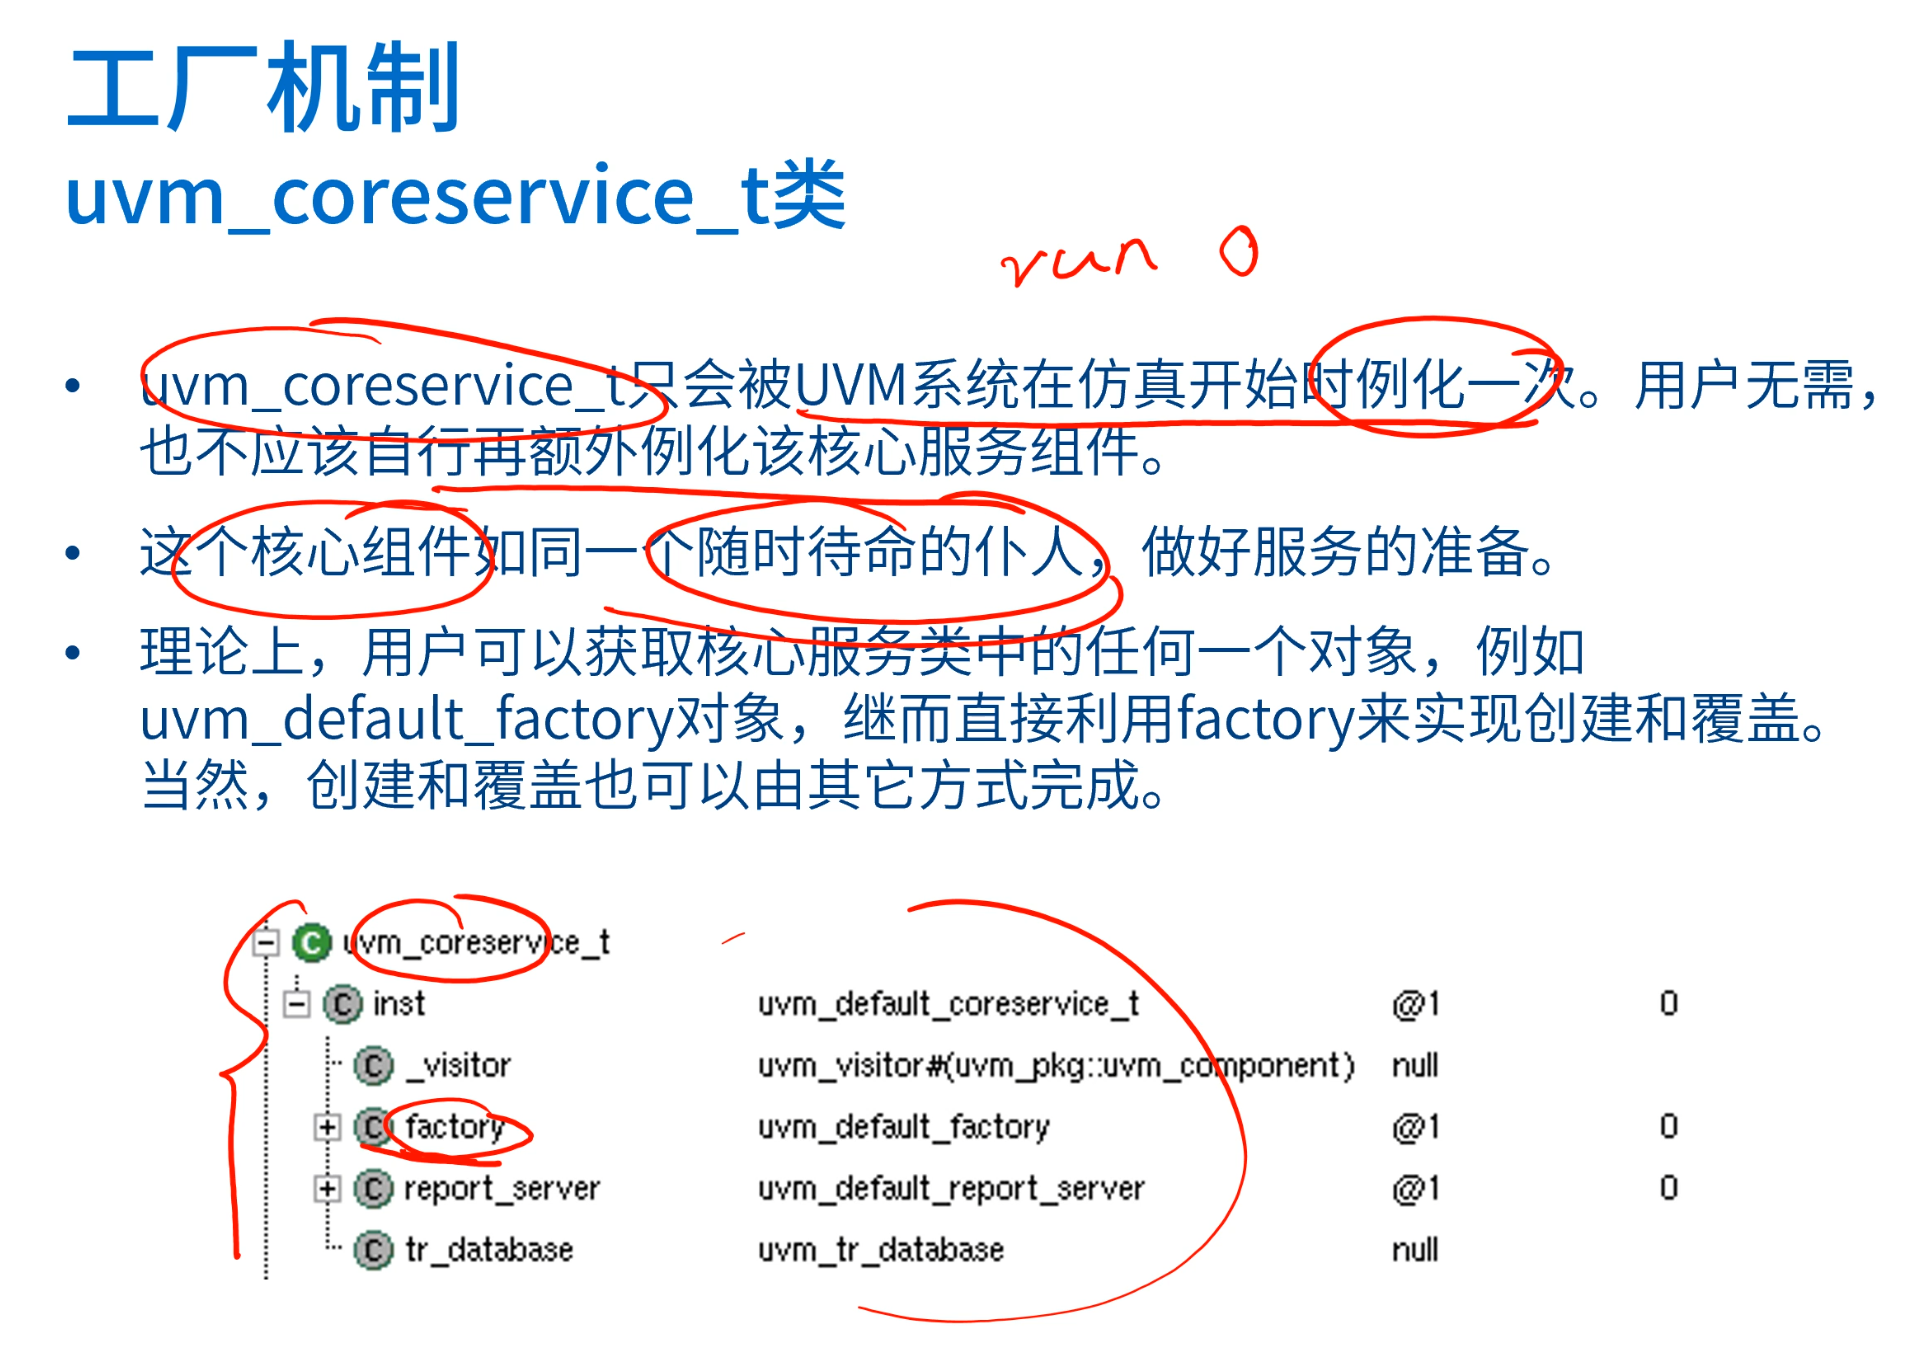 工厂机制
uvm_coreservice_t类
run 0
• uvm_coreservice_t只会被UVM系统在仿真开始时例化一次。用户无需，
也不应该自行再额外例化该核心服务组件。
• 这个核心组件如同一个随时待命的仆人，做好服务的准备。
• 理论上，用户可以获取核心服务类中的任何一个对象，例如
uvm_default_factory对象，继而直接利用factory来实现创建和覆盖。
当然，创建和覆盖也可以由其它方式完成。
C uvm_coreservice_t
C inst uvm_default_coreservice_t @1 0
C _visitor uvm_visitor#(uvm_pkg::uvm_component) null
C factory uvm_default_factory @1 0
C report_server uvm_default_report_server @1 0
C tr_database uvm_tr_database null